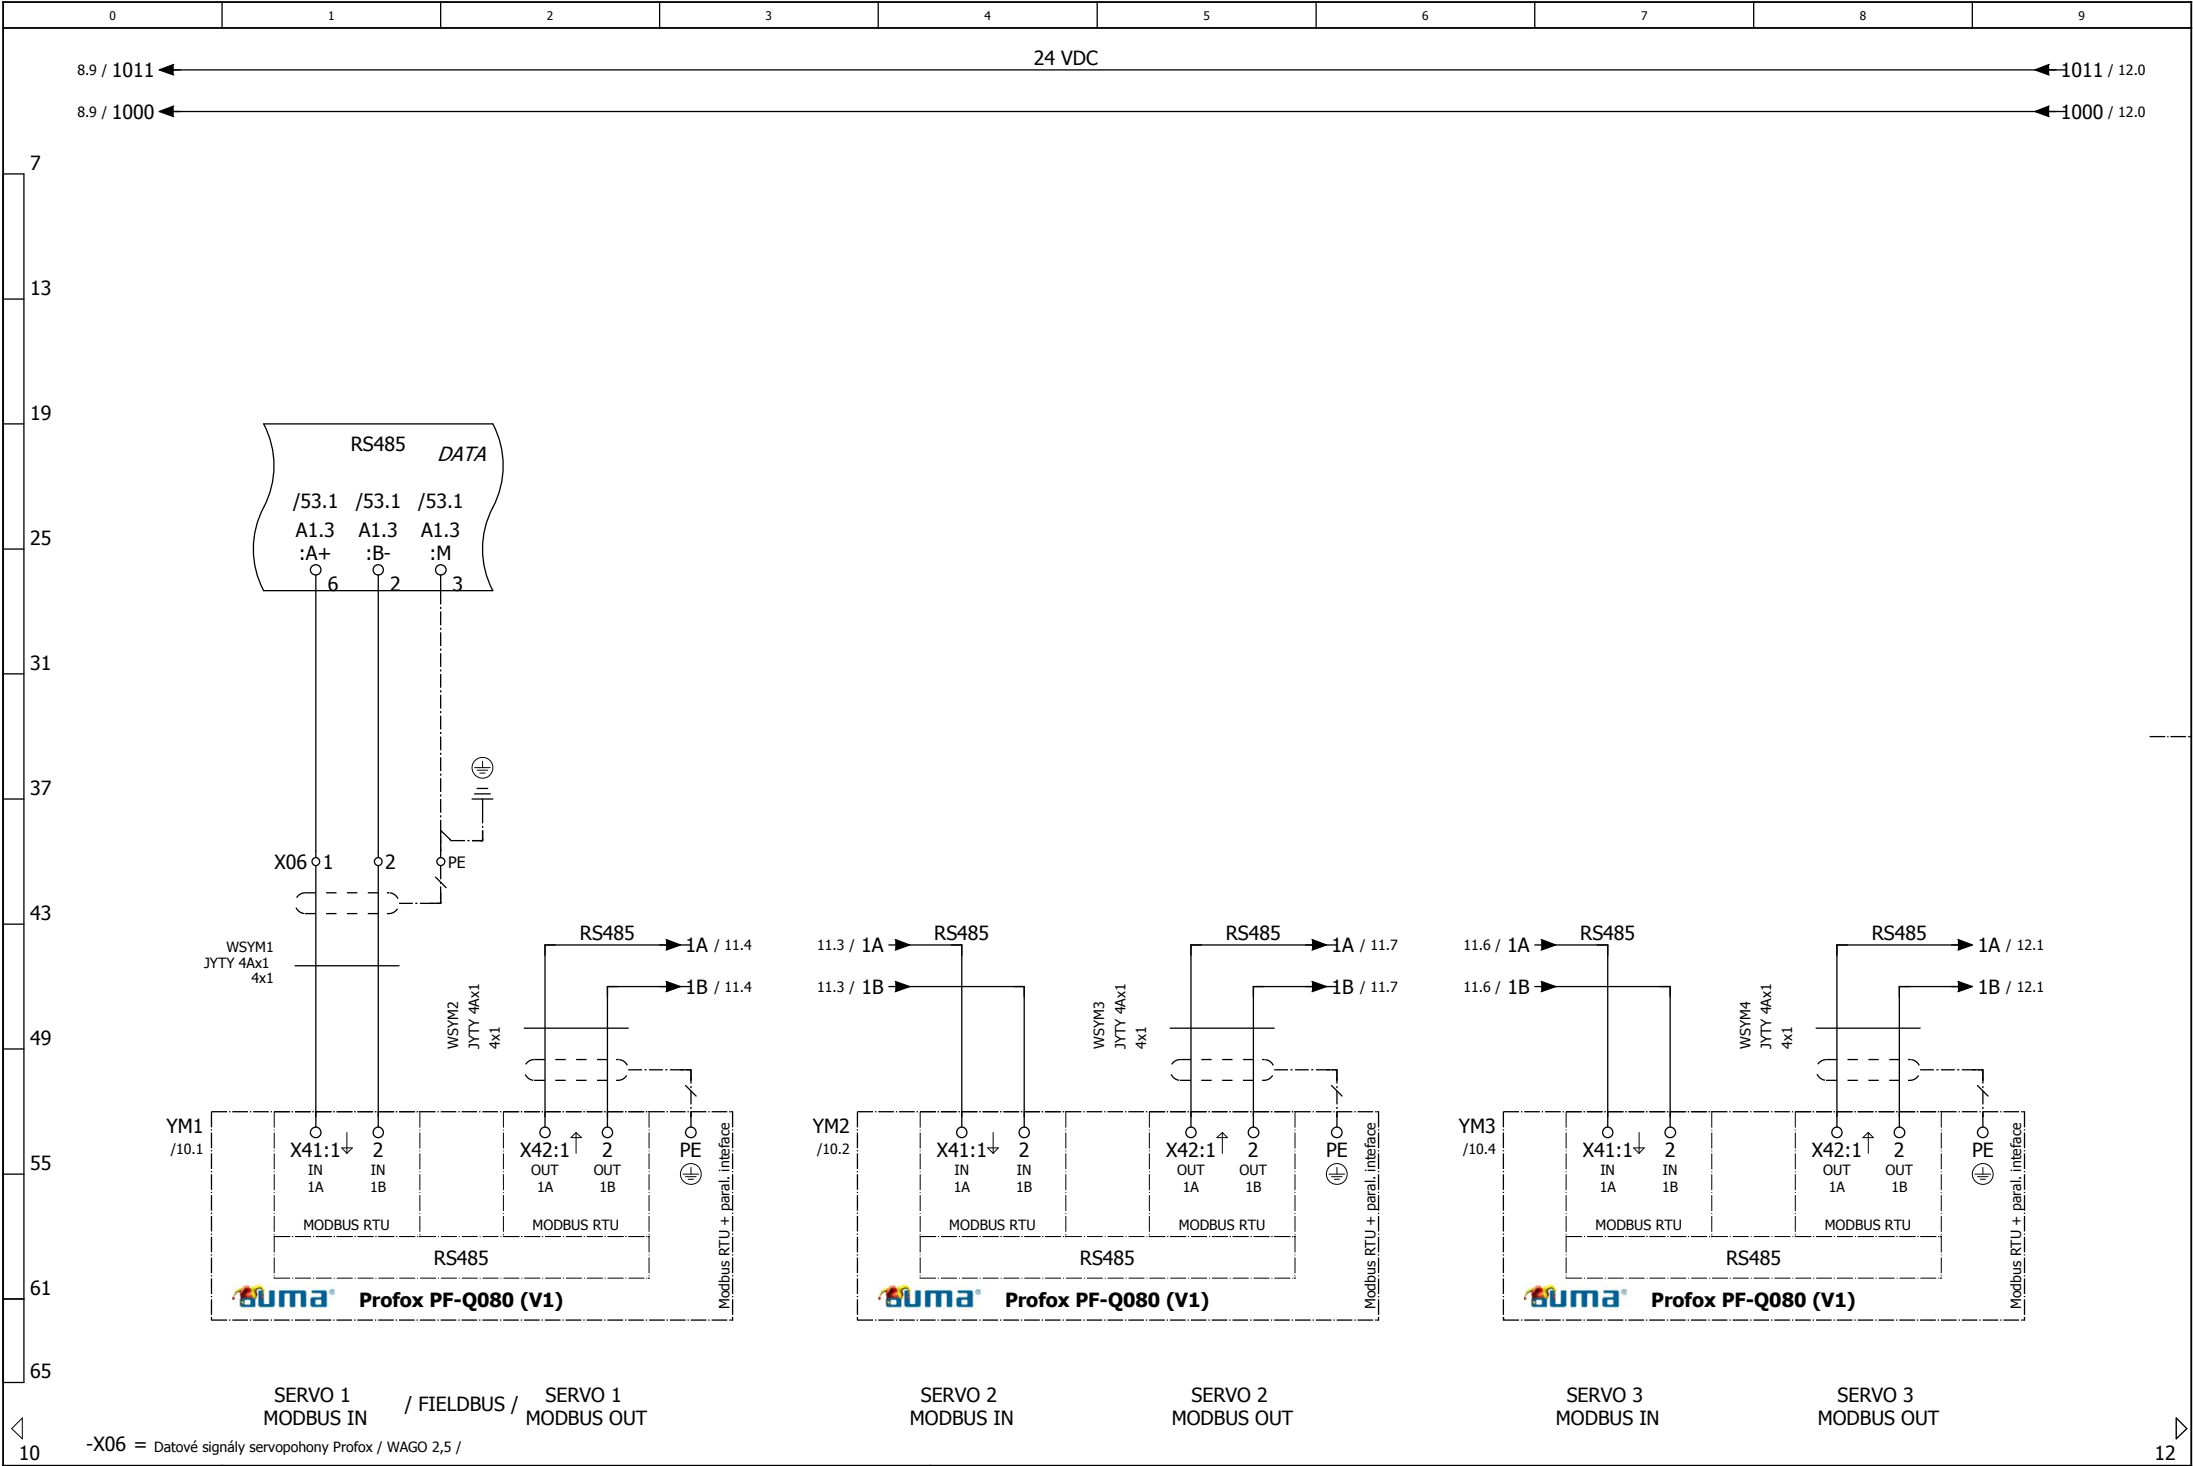 0 1 2 3 4 5 6 7 8 9
24 VDC
8.9 / 1011 1011 / 12.0
8.9 / 1000 1000 / 12.0
7
13
19
25
31
37
43
49
55
61
65
RS485 DATA
/53.1 /53.1 /53.1
A1.3 A1.3 A1.3
:A+ :B- :M
6 2 3
X06 1 2 PE
WSYM1
JYTY 4Ax1
4x1
RS485 1A / 11.4
1B / 11.4
WSYM2
JYTY 4Ax1
4x1
YM1
/10.1
X41:1 2 X42:1 2 PE
IN IN OUT OUT
1A 1B 1A 1B
MODBUS RTU MODBUS RTU
RS485
Modbus RTU + paral. inteface
auma® Profox PF-Q080 (V1)
11.3 / 1A RS485
11.3 / 1B
RS485 1A / 11.7
1B / 11.7
WSYM3
JYTY 4Ax1
4x1
YM2
/10.2
X41:1 2 X42:1 2 PE
IN IN OUT OUT
1A 1B 1A 1B
MODBUS RTU MODBUS RTU
RS485
Modbus RTU + paral. inteface
auma® Profox PF-Q080 (V1)
11.6 / 1A RS485
11.6 / 1B
RS485 1A / 12.1
1B / 12.1
WSYM4
JYTY 4Ax1
4x1
YM3
/10.4
X41:1 2 X42:1 2 PE
IN IN OUT OUT
1A 1B 1A 1B
MODBUS RTU MODBUS RTU
RS485
Modbus RTU + paral. inteface
auma® Profox PF-Q080 (V1)
SERVO 1
MODBUS IN
/ FIELDBUS /
SERVO 1
MODBUS OUT
SERVO 2
MODBUS IN
SERVO 2
MODBUS OUT
SERVO 3
MODBUS IN
SERVO 3
MODBUS OUT
10
-X06 = Datové signály servopohony Profox / WAGO 2,5 /
12